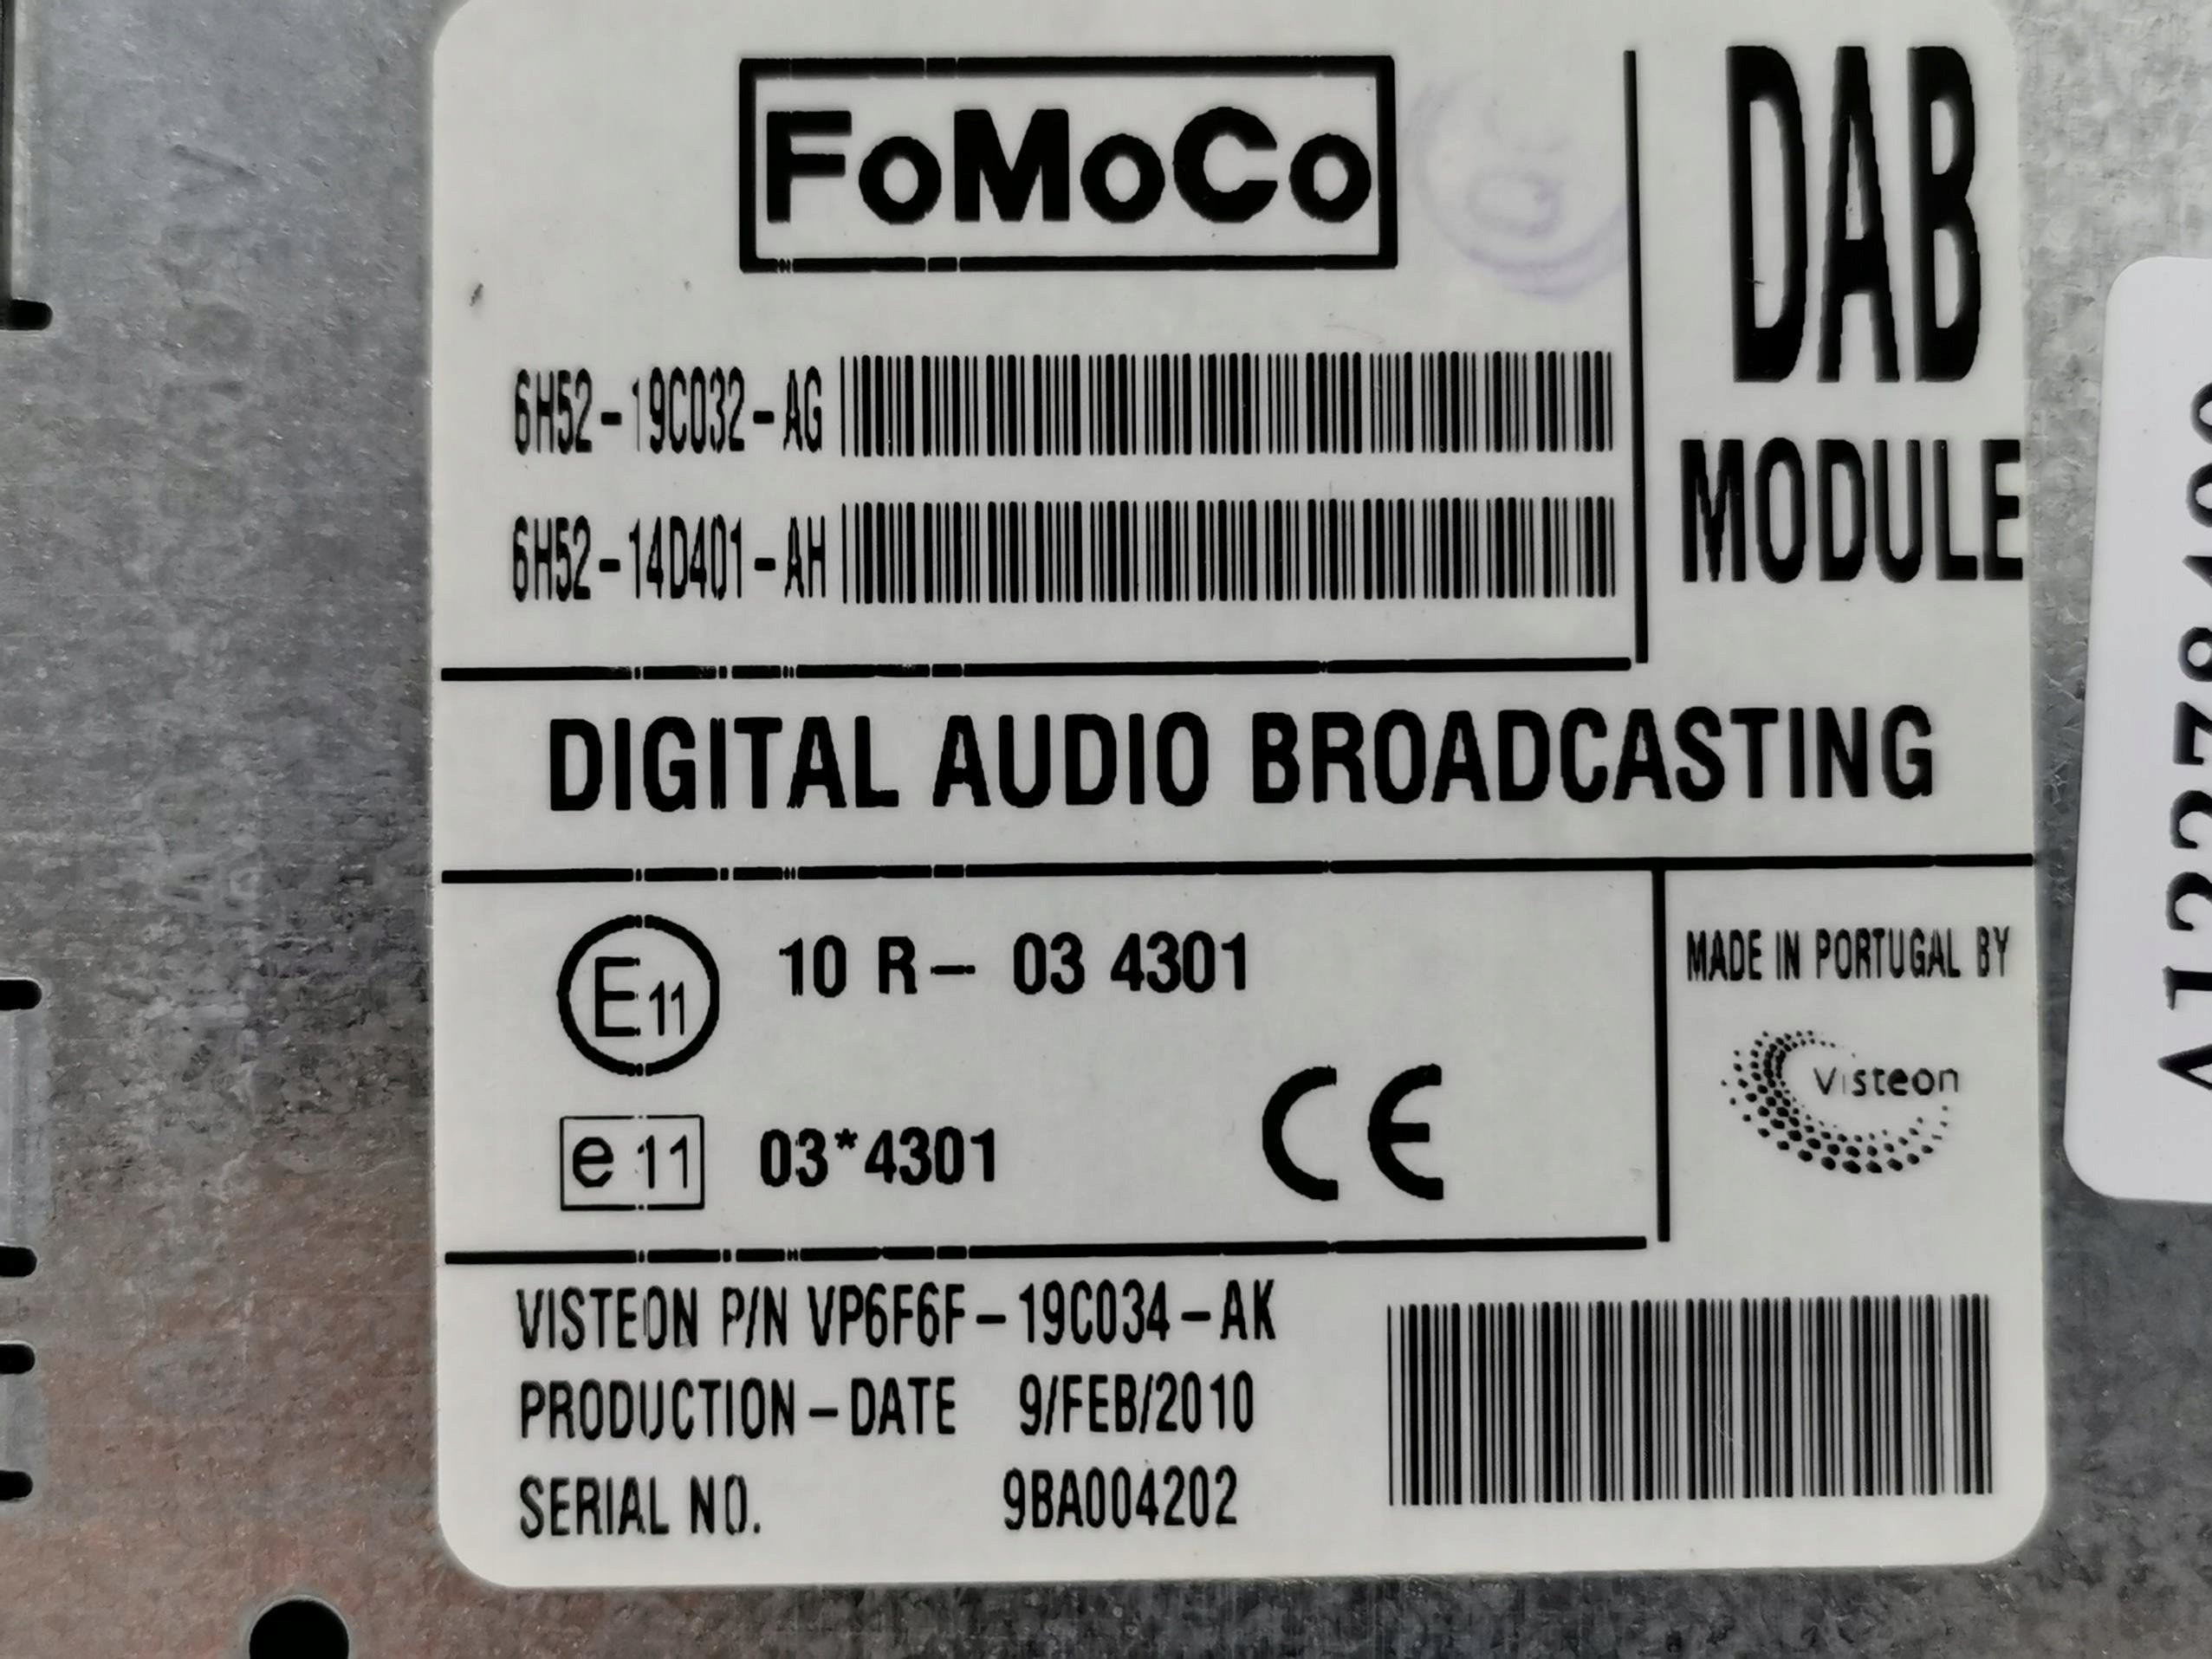 FoMoCo
DAB
MODULE
6H52-19C032-AG
6H52-14D401-AH
DIGITAL AUDIO BROADCASTING
E11 10 R- 03 4301
e 11 03*4301
CE
MADE IN PORTUGAL BY
Visteon
VISTEON P/N VP6F6F-19C034-AK
PRODUCTION-DATE 9/FEB/2010
SERIAL NO. 9BA004202